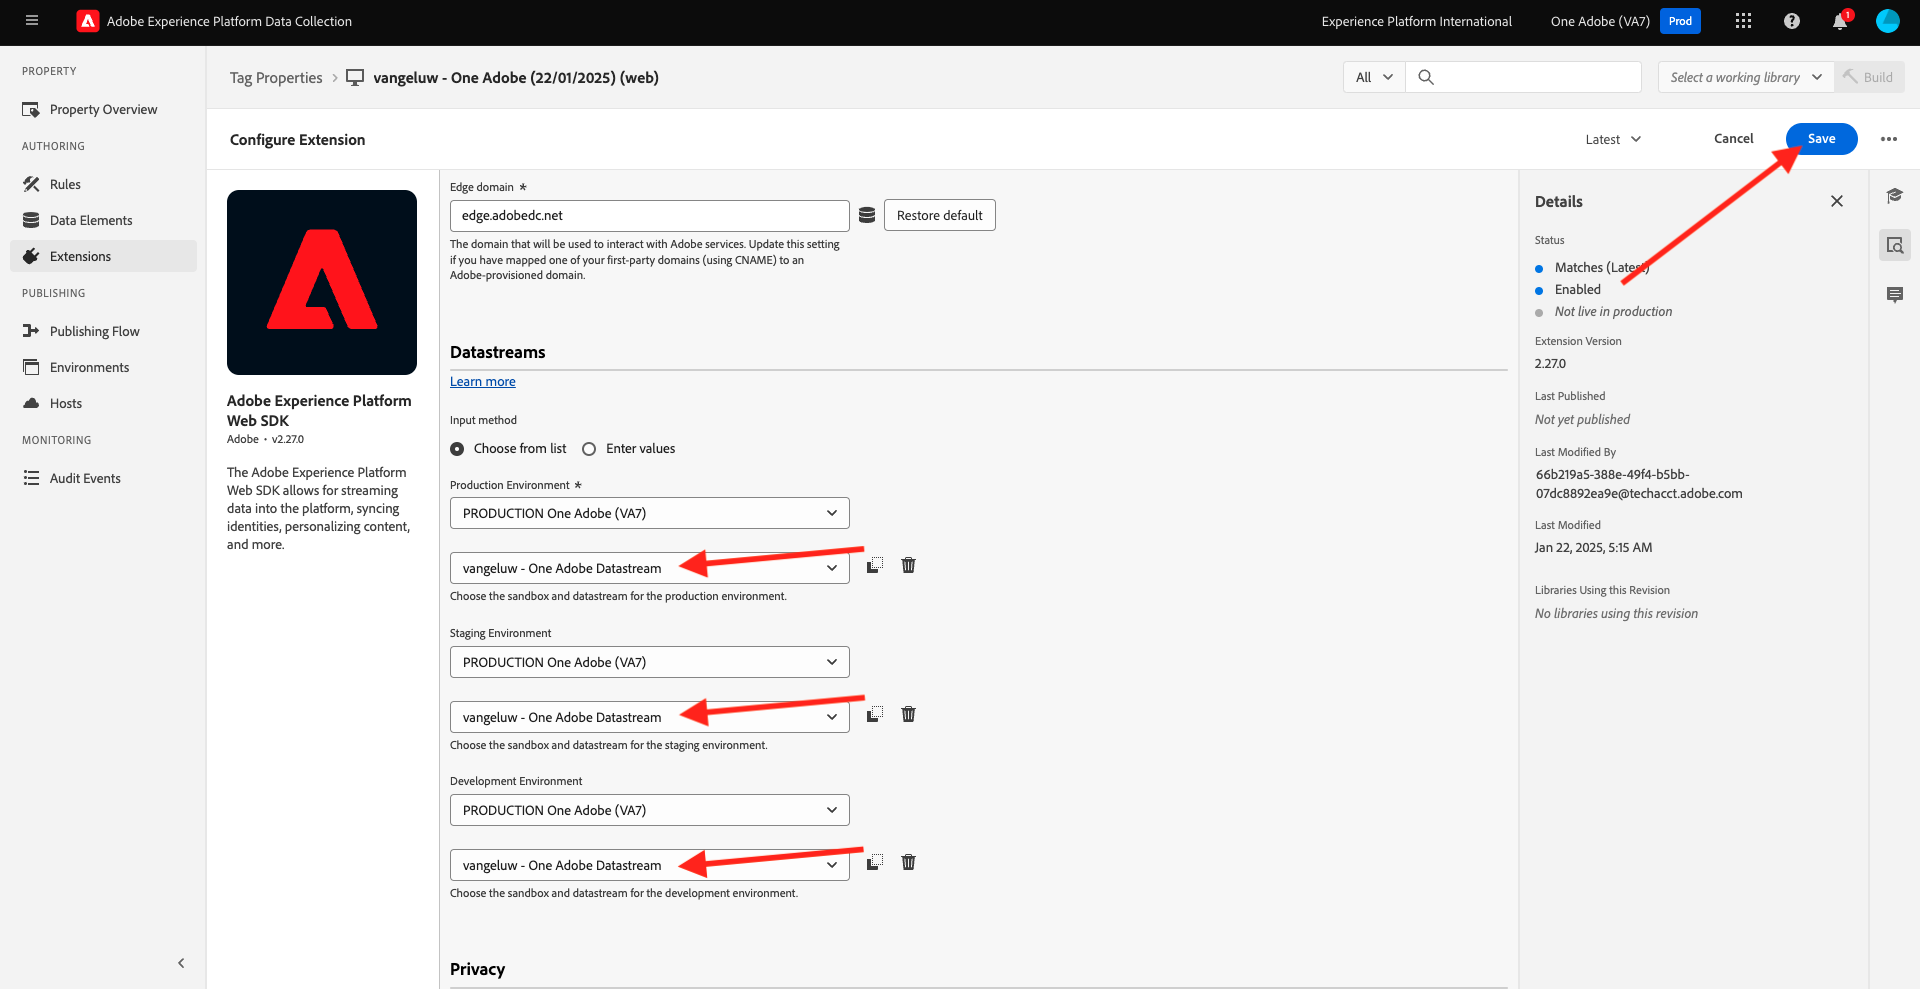 Adobe Experience Platform Data Collection
Experience Platform International
One Adobe (VA7)
Prod
1
PROPERTY
Property Overview
AUTHORING
Rules
Data Elements
Extensions
PUBLISHING
Publishing Flow
Environments
Hosts
MONITORING
Audit Events
Tag Properties
vangeluw - One Adobe (22/01/2025) (web)
All
Select a working library
Build
Configure Extension
Latest
Cancel
Save
Adobe Experience Platform
Web SDK
Adobe • v2.27.0
The Adobe Experience Platform
Web SDK allows for streaming
data into the platform, syncing
identities, personalizing content,
and more.
Edge domain *
edge.adobedc.net
Restore default
The domain that will be used to interact with Adobe services. Update this setting
if you have mapped one of your first-party domains (using CNAME) to an
Adobe-provisioned domain.
Datastreams
Learn more
Input method
Choose from list
Enter values
Production Environment *
PRODUCTION One Adobe (VA7)
vangeluw - One Adobe Datastream
Choose the sandbox and datastream for the production environment.
Staging Environment
PRODUCTION One Adobe (VA7)
vangeluw - One Adobe Datastream
Choose the sandbox and datastream for the staging environment.
Development Environment
PRODUCTION One Adobe (VA7)
vangeluw - One Adobe Datastream
Choose the sandbox and datastream for the development environment.
Privacy
Details
Status
Matches (Latest)
Enabled
Not live in production
Extension Version
2.27.0
Last Published
Not yet published
Last Modified By
66b219a5-388e-49f4-b5bb-
07dc8892ea9e@techacct.adobe.com
Last Modified
Jan 22, 2025, 5:15 AM
Libraries Using this Revision
No libraries using this revision